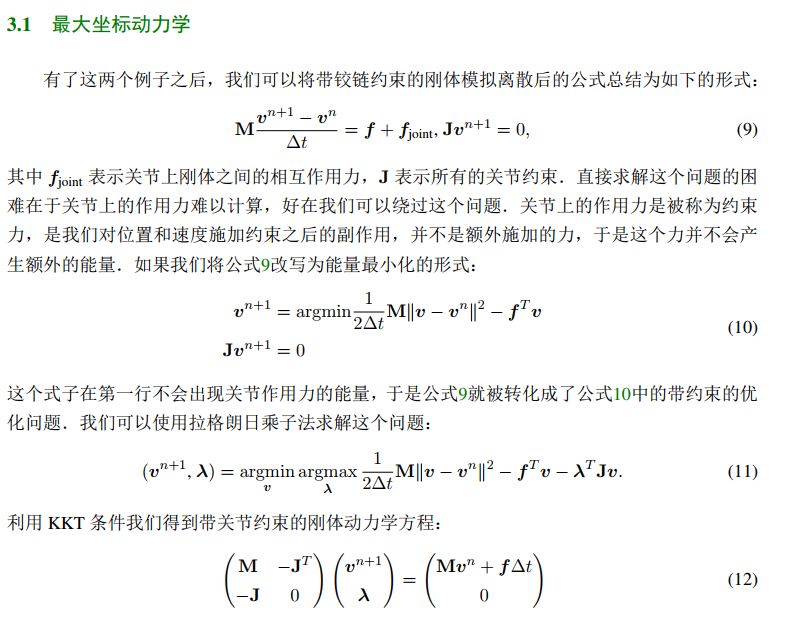 3.1 最大坐标动力学
有了这两个例子之后，我们可以将带铰链约束的刚体模拟离散后的公式总结为如下的形式：
$$\mathbf{M}\frac{\boldsymbol{v}^{n+1}-\boldsymbol{v}^{n}}{\Delta t}=\boldsymbol{f}+\boldsymbol{f}_{\text{joint}},\mathbf{J}\boldsymbol{v}^{n+1}=0,$$ (9)
其中 $\boldsymbol{f}_{\text{joint}}$ 表示关节上刚体之间的相互作用力，$\mathbf{J}$ 表示所有的关节约束．直接求解这个问题的困
难在于关节上的作用力难以计算，好在我们可以绕过这个问题．关节上的作用力是被称为约束
力，是我们对位置和速度施加约束之后的副作用，并不是额外施加的力，于是这个力并不会产
生额外的能量．如果我们将公式9改写为能量最小化的形式：
$$\boldsymbol{v}^{n+1}=\text{argmin}\frac{1}{2\Delta t}\mathbf{M}\|\boldsymbol{v}-\boldsymbol{v}^{n}\|^2-\boldsymbol{f}^T\boldsymbol{v}$$
$$\mathbf{J}\boldsymbol{v}^{n+1}=0$$ (10)
这个式子在第一行不会出现关节作用力的能量，于是公式9就被转化成了公式10中的带约束的优
化问题．我们可以使用拉格朗日乘子法求解这个问题：
$$(\boldsymbol{v}^{n+1},\boldsymbol{\lambda})=\underset{\boldsymbol{v}}{\text{argmin}}\,\underset{\boldsymbol{\lambda}}{\text{argmax}}\frac{1}{2\Delta t}\mathbf{M}\|\boldsymbol{v}-\boldsymbol{v}^{n}\|^2-\boldsymbol{f}^T\boldsymbol{v}-\boldsymbol{\lambda}^T\mathbf{J}\boldsymbol{v}.$$ (11)
利用 KKT 条件我们得到带关节约束的刚体动力学方程：
$$\begin{pmatrix}\mathbf{M} & -\mathbf{J}^T\\ -\mathbf{J} & 0\end{pmatrix}\begin{pmatrix}\boldsymbol{v}^{n+1}\\ \boldsymbol{\lambda}\end{pmatrix}=\begin{pmatrix}\mathbf{M}\boldsymbol{v}^{n}+\boldsymbol{f}\Delta t\\ 0\end{pmatrix}$$ (12)